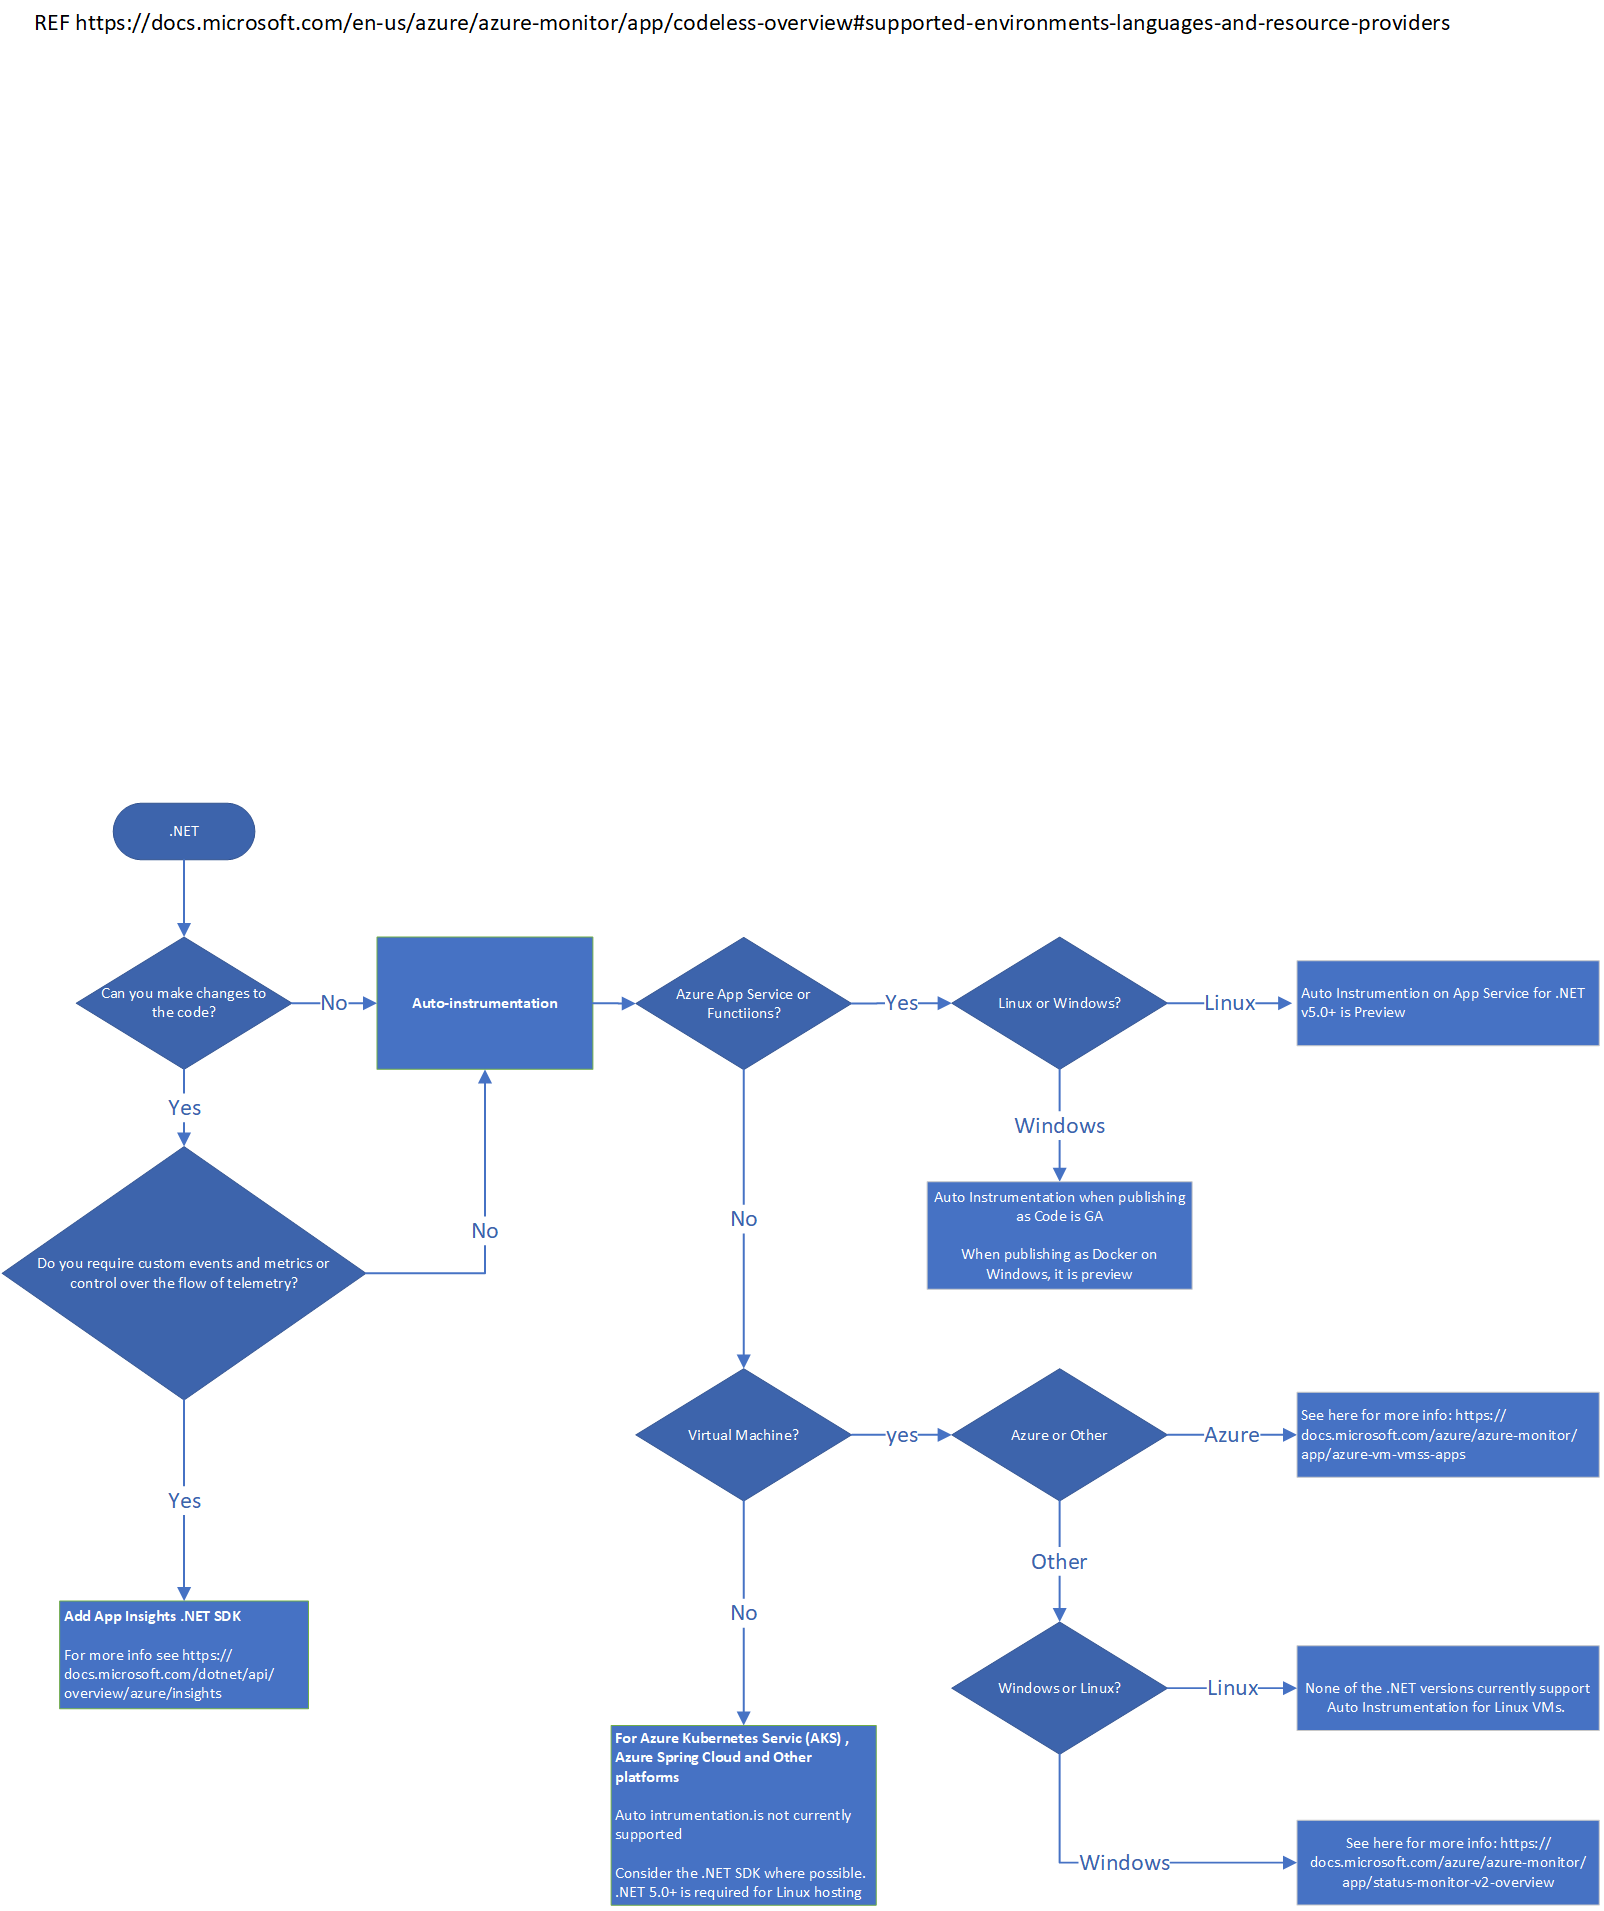 REF https://docs.microsoft.com/en-us/azure/azure-monitor/app/codeless-overview#supported-environments-languages-and-resource-providers
.NET
Can you make changes to
the code?
No
Auto-instrumentation
Azure App Service or
Functiions?
Yes
Linux or Windows?
Linux
Auto Instrumention on App Service for .NET
v5.0+ is Preview
Yes
Windows
Auto Instrumentation when publishing
as Code is GA
When publishing as Docker on
Windows, it is preview
No
No
Do you require custom events and metrics or
control over the flow of telemetry?
Virtual Machine?
yes
Azure or Other
Azure
See here for more info: https://
docs.microsoft.com/azure/azure-monitor/
app/azure-vm-vmss-apps
Yes
Other
Add App Insights .NET SDK
For more info see https://
docs.microsoft.com/dotnet/api/
overview/azure/insights
No
Windows or Linux?
Linux
None of the .NET versions currently support
Auto Instrumentation for Linux VMs.
For Azure Kubernetes Servic (AKS) ,
Azure Spring Cloud and Other
platforms
Auto intrumentation.is not currently
supported
Consider the .NET SDK where possible.
.NET 5.0+ is required for Linux hosting
Windows
See here for more info: https://
docs.microsoft.com/azure/azure-monitor/
app/status-monitor-v2-overview